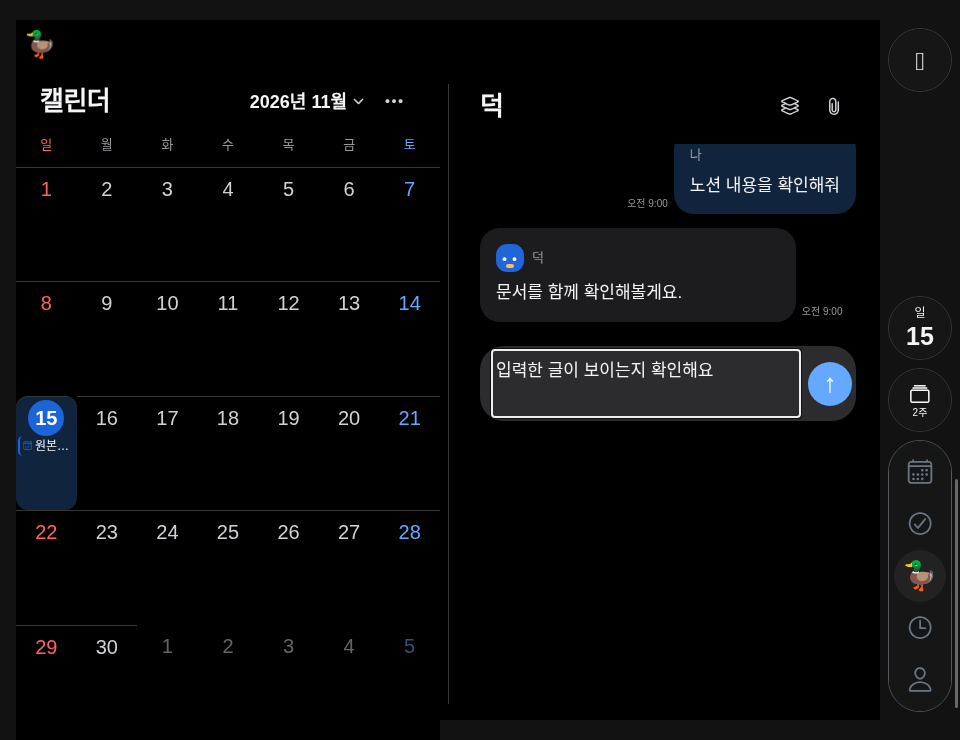 캘린더
2026년 11월
일 월 화 수 목 금 토
1 2 3 4 5 6 7
8 9 10 11 12 13 14
15 16 17 18 19 20 21
원본…
22 23 24 25 26 27 28
29 30 1 2 3 4 5
덕
나
노션 내용을 확인해줘
오전 9:00
덕
문서를 함께 확인해볼게요.
오전 9:00
입력한 글이 보이는지 확인해요
↑
일
15
2주